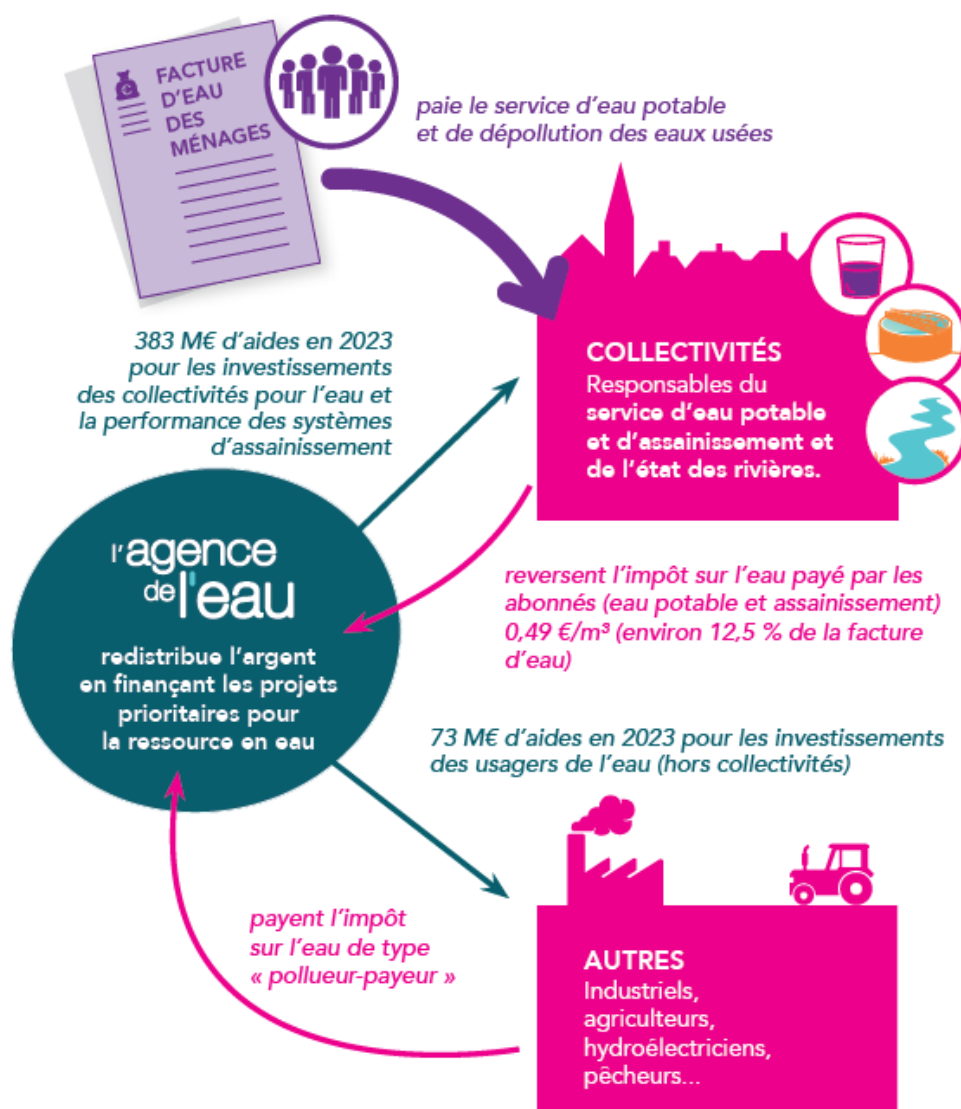 FACTURE
D'EAU
DES
MÉNAGES
paie le service d'eau potable
et de dépollution des eaux usées
383 M€ d'aides en 2023
pour les investissements
des collectivités pour l'eau et
la performance des systèmes
d'assainissement
COLLECTIVITÉS
Responsables du
service d'eau potable
et d'assainissement et
de l'état des rivières.
l'agence
de l'eau
redistribue l'argent
en finançant les projets
prioritaires pour
la ressource en eau
reversent l'impôt sur l'eau payé par les
abonnés (eau potable et assainissement)
0,49 €/m³ (environ 12,5 % de la facture
d'eau)
73 M€ d'aides en 2023 pour les investissements
des usagers de l'eau (hors collectivités)
payent l'impôt
sur l'eau de type
« pollueur-payeur »
AUTRES
Industriels,
agriculteurs,
hydroélectriciens,
pêcheurs...